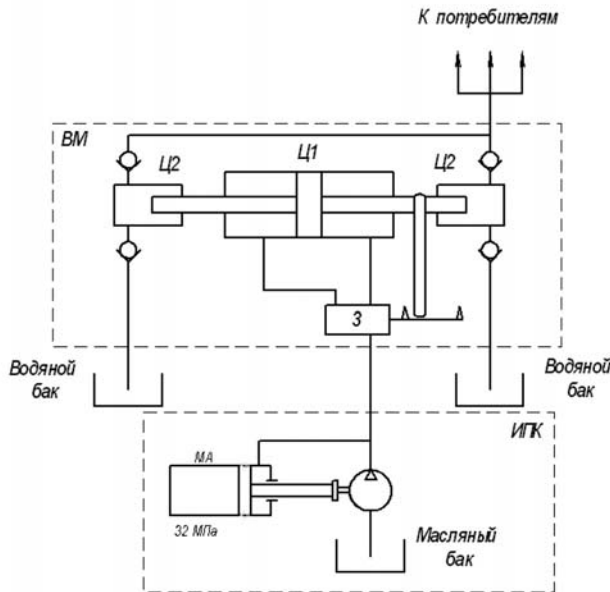 К потребителям
ВМ
Ц2
Ц1
Ц2
3
Водяной
бак
Водяной
бак
ИПК
МА
32 МПа
Масляный
бак